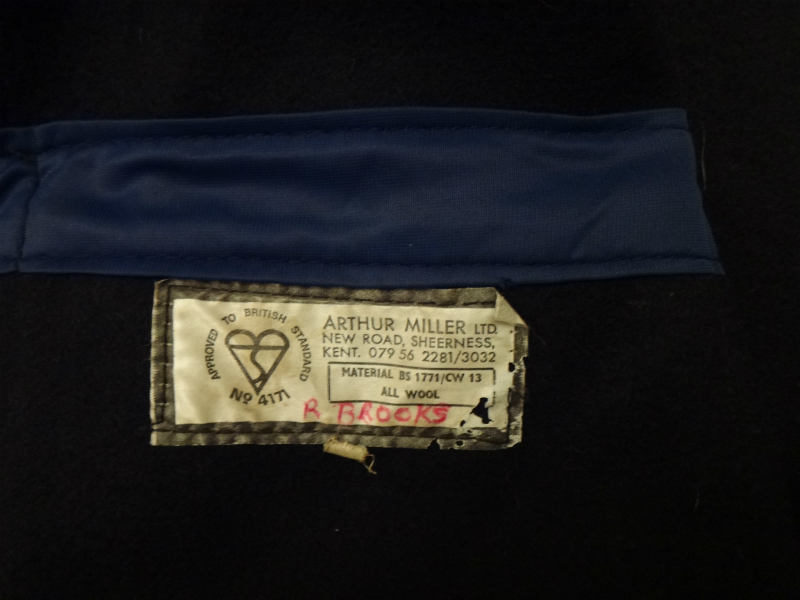 APPROVED TO BRITISH STANDARD
Nº 4171
ARTHUR MILLER LTD.
NEW ROAD, SHEERNESS,
KENT. 079 56 2281/3032
MATERIAL BS 1771/CW 13
ALL WOOL
R BROOKS